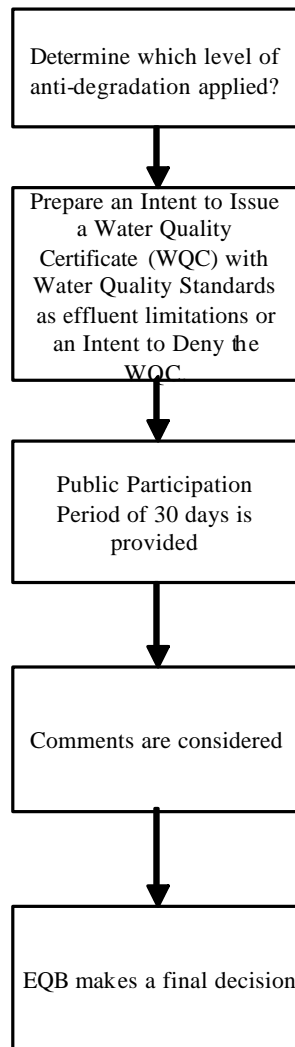 Determine which level of
anti-degradation applied?
Prepare an Intent to Issue
a Water Quality
Certificate (WQC) with
Water Quality Standards
as effluent limitations or
an Intent to Deny the
WQC.
Public Participation
Period of 30 days is
provided
Comments are considered
EQB makes a final decision